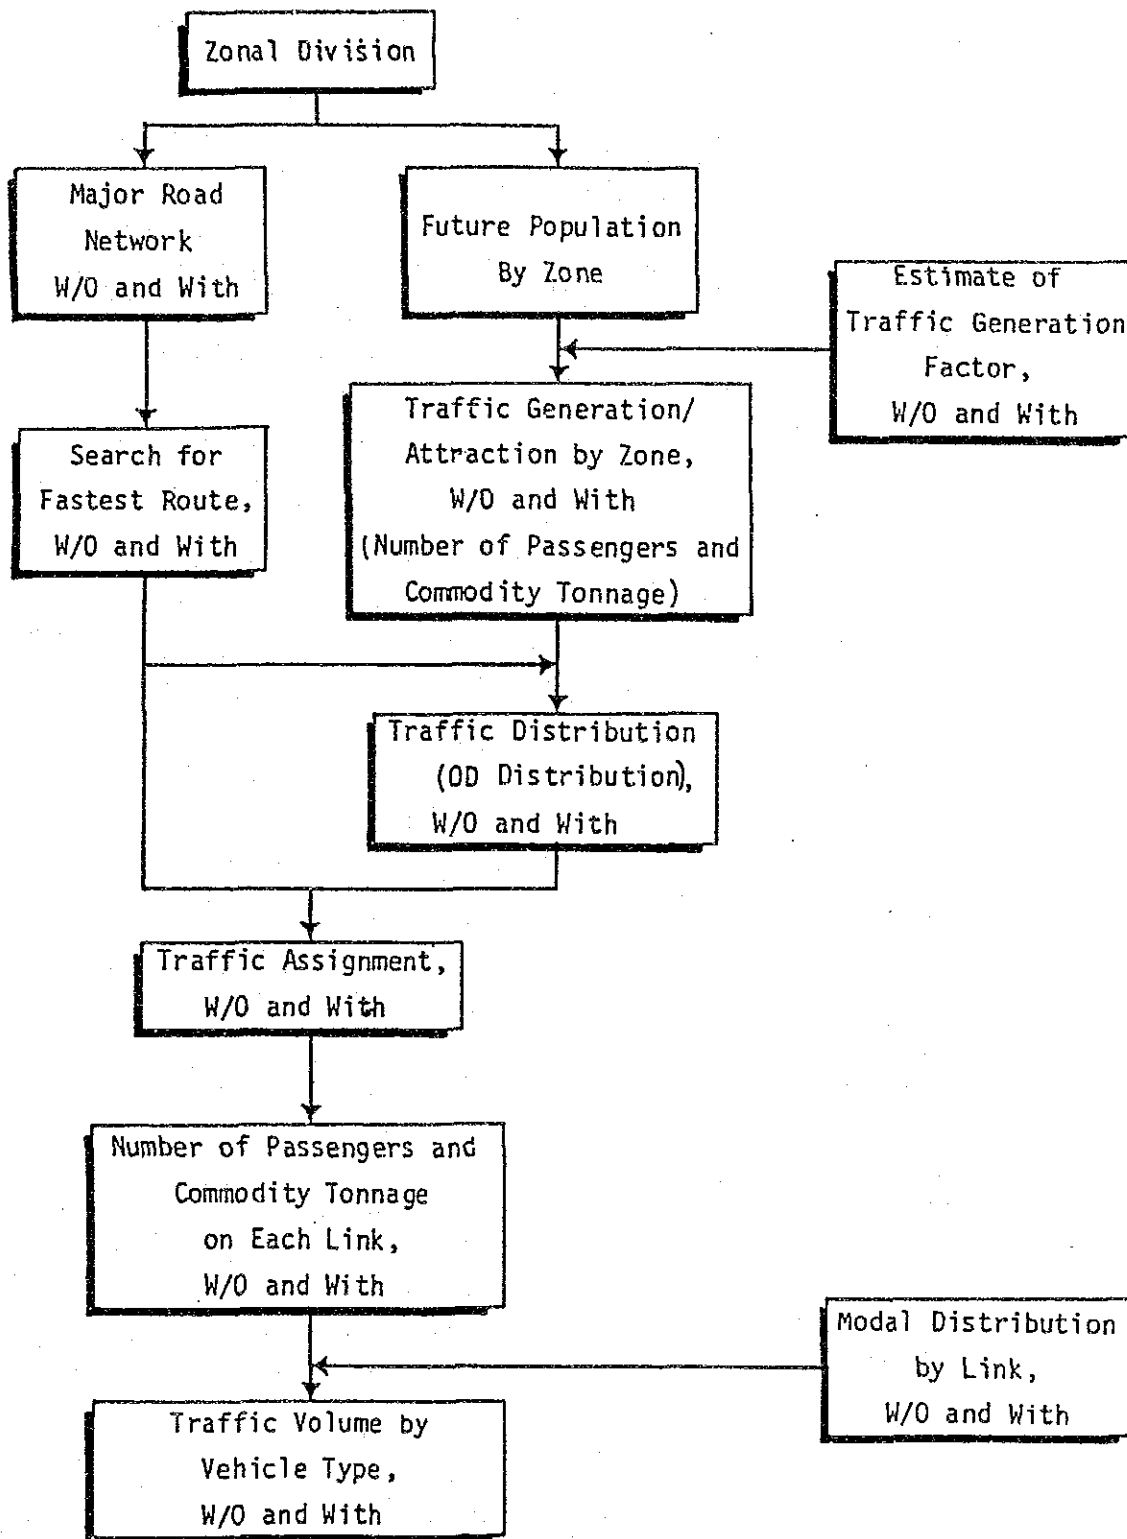 Zonal Division
Major Road
Network
W/O and With
Future Population
By Zone
Estimate of
Traffic Generation
Factor,
W/O and With
Search for
Fastest Route,
W/O and With
Traffic Generation/
Attraction by Zone,
W/O and With
(Number of Passengers and
Commodity Tonnage)
Traffic Distribution
(OD Distribution),
W/O and With
Traffic Assignment,
W/O and With
Number of Passengers and
Commodity Tonnage
on Each Link,
W/O and With
Modal Distribution
by Link,
W/O and With
Traffic Volume by
Vehicle Type,
W/O and With